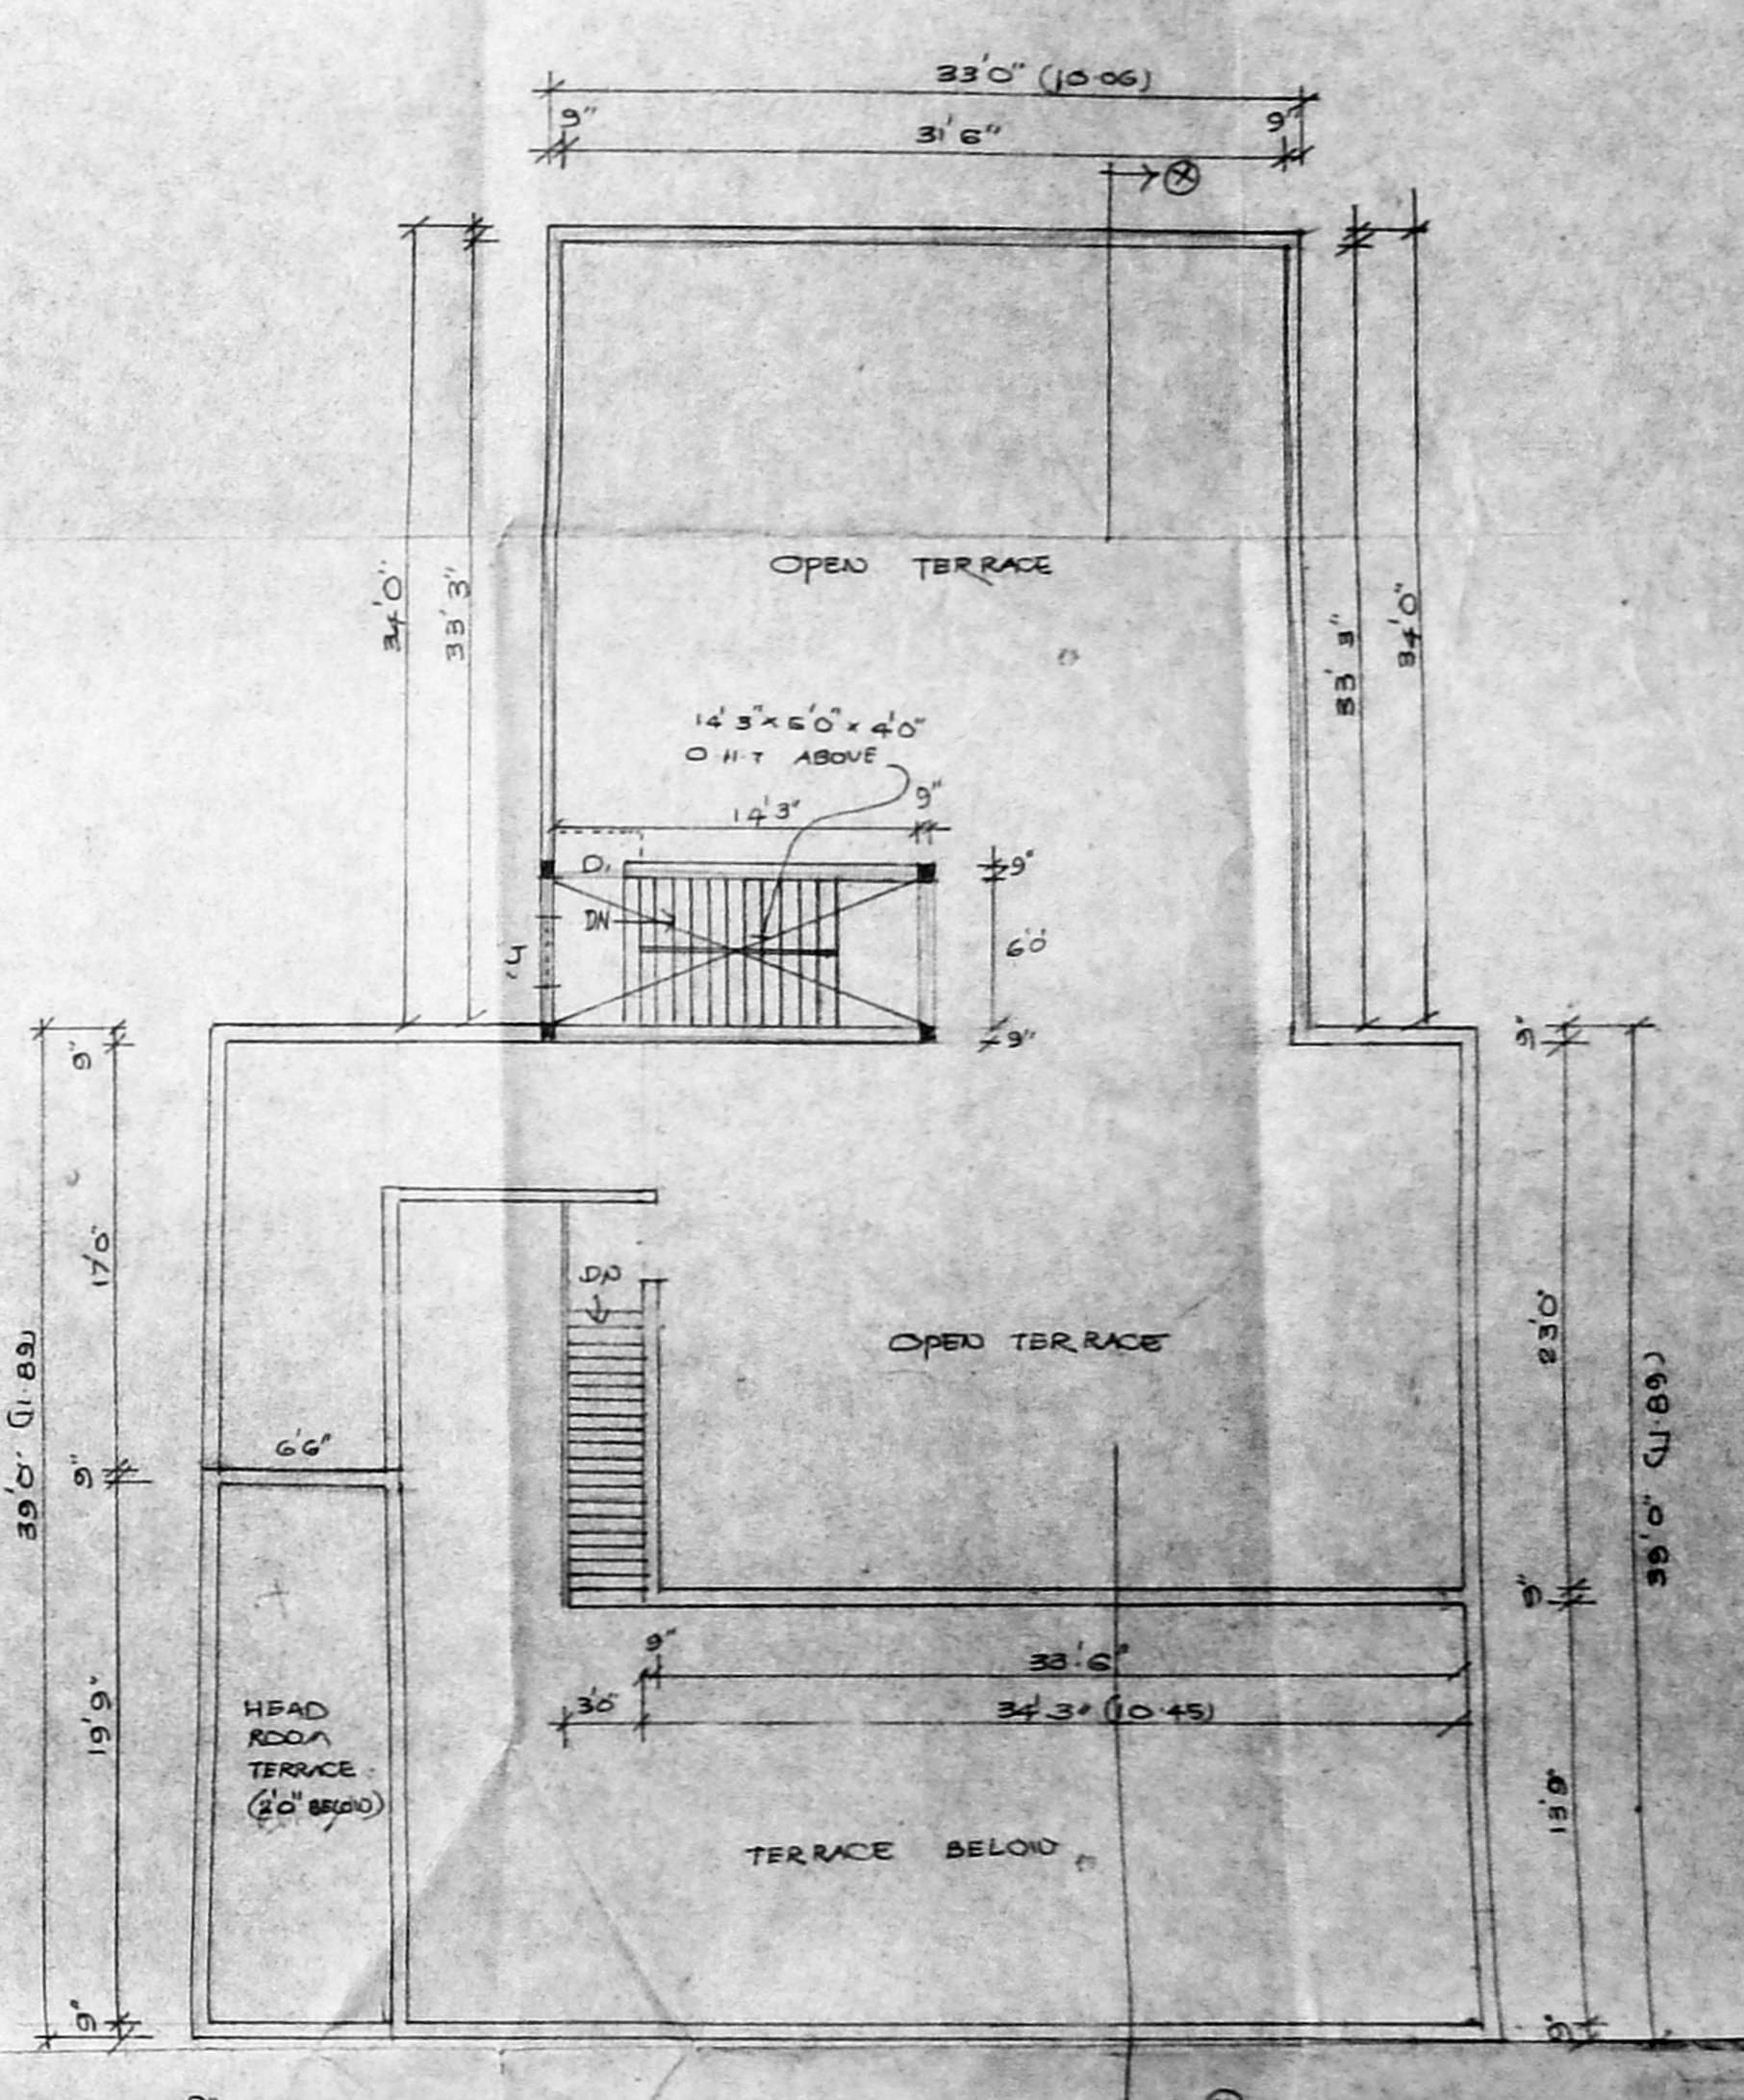 33'0" (10.06)
9"
31'6"
9"
34'0"
33'3"
33'3"
34'0"
OPEN TERRACE
14'3" x 5'0" x 4'0"
O.H.T ABOVE
14'3"
9"
D1
9"
DN
6'0"
9"
9"
9"
39'0" (11.89)
17'0"
DN
OPEN TERRACE
23'0"
39'0" (11.89)
6'6"
9"
9"
9"
33'6"
3'0"
34'3" (10.45)
19'9"
HEAD
ROOM
TERRACE
(2'0" BELOW)
13'9"
TERRACE BELOW
9"
9"